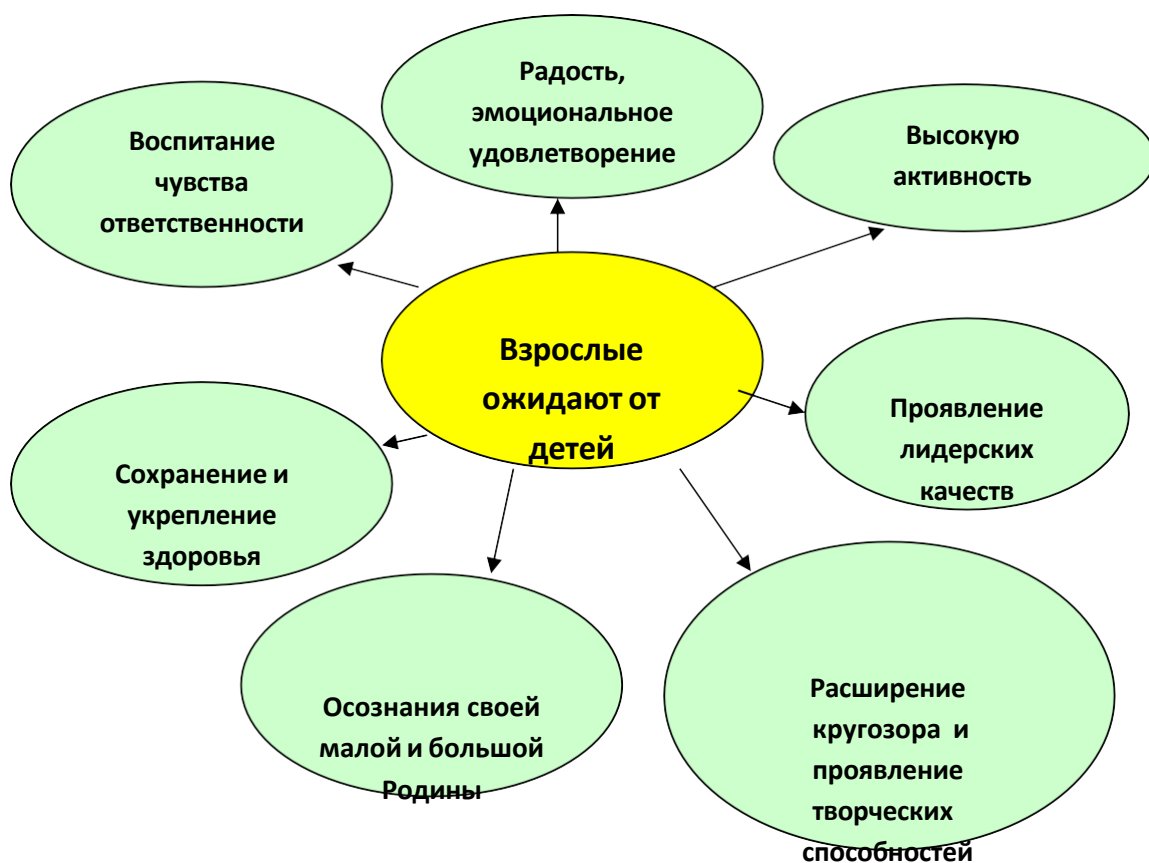 Радость,
эмоциональное
удовлетворение
Воспитание
чувства
ответственности
Высокую
активность
Взрослые
ожидают от
детей
Проявление
лидерских
качеств
Сохранение и
укрепление
здоровья
Осознания своей
малой и большой
Родины
Расширение
кругозора и
проявление
творческих
способностей